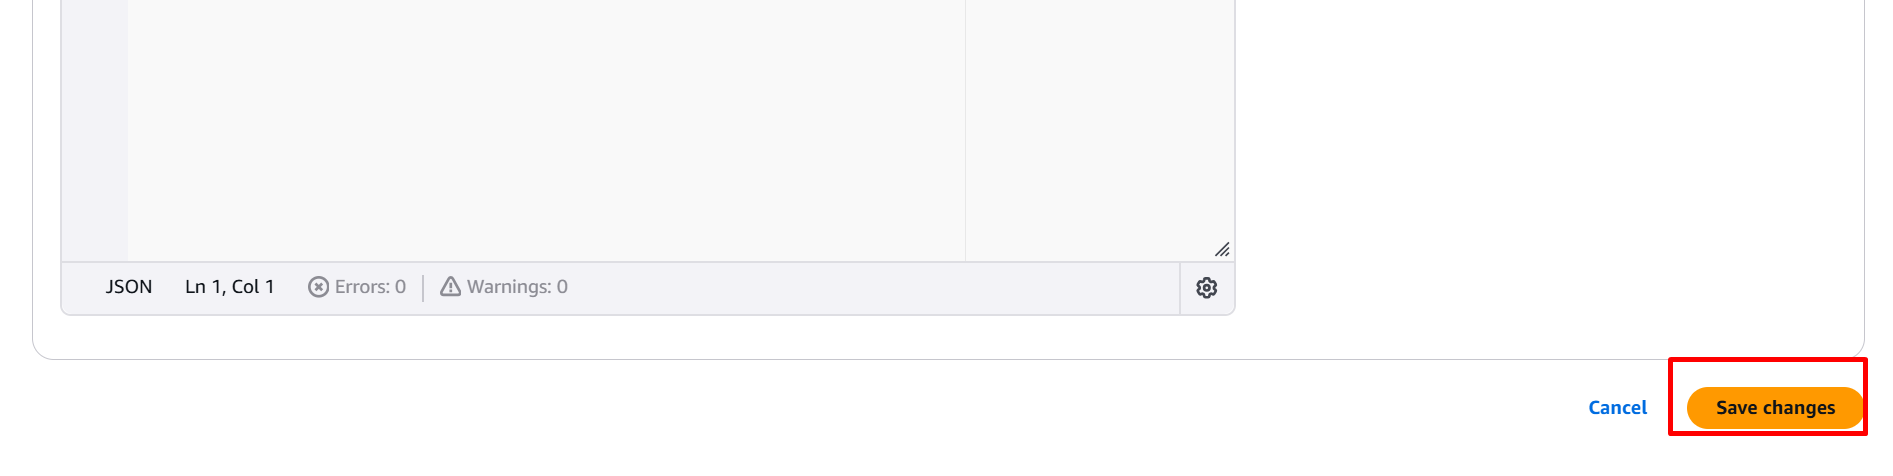 JSON Ln 1, Col 1 Errors: 0 Warnings: 0
Cancel Save changes